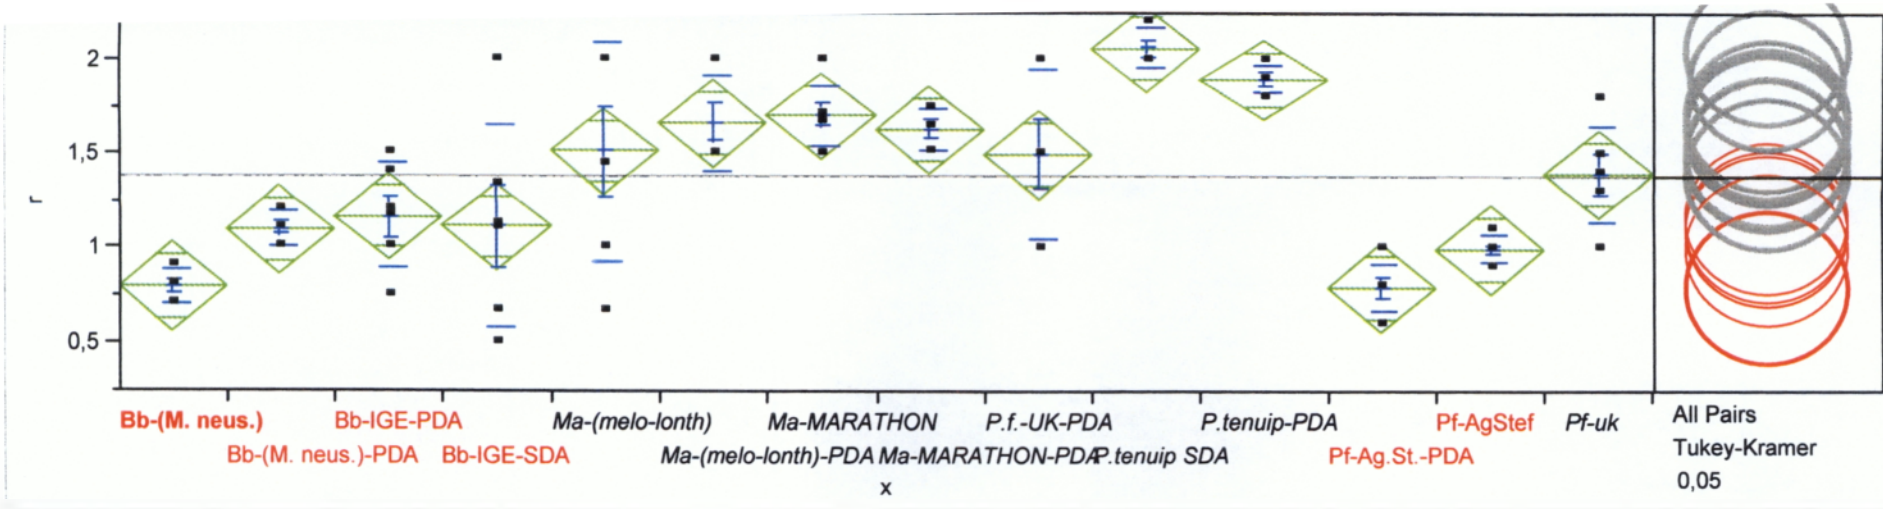 2
1,5
1
0,5
r
Bb-(M. neus.) Bb-IGE-PDA Ma-(melo-lonth) Ma-MARATHON P.f.-UK-PDA P.tenuip-PDA Pf-AgStef Pf-uk
Bb-(M. neus.)-PDA Bb-IGE-SDA Ma-(melo-lonth)-PDA Ma-MARATHON-PDA P.tenuip SDA Pf-Ag.St.-PDA
x
All Pairs
Tukey-Kramer
0,05